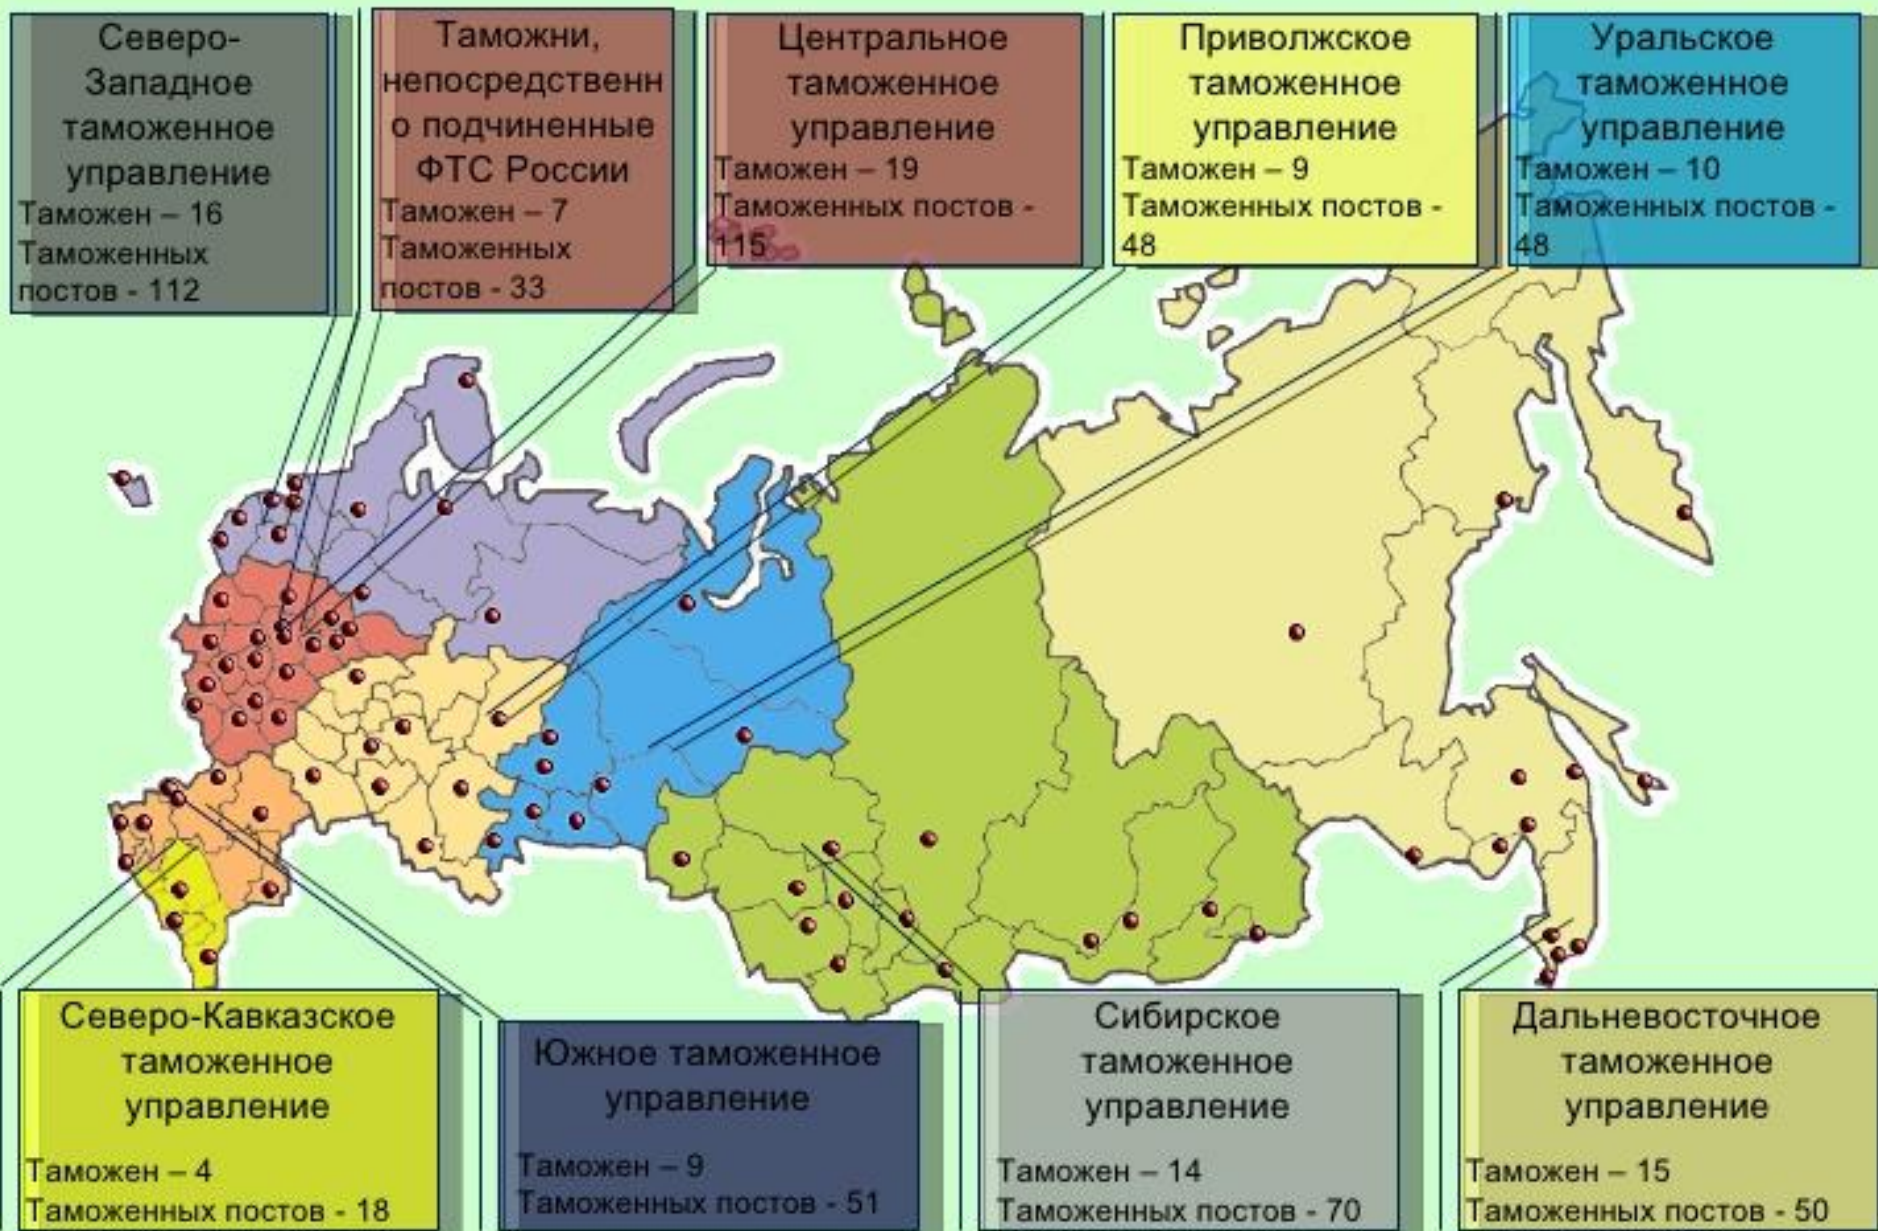 Северо-
Западное
таможенное
управление
Таможен – 16
Таможенных
постов - 112
Таможни,
непосредственн
о подчиненные
ФТС России
Таможен – 7
Таможенных
постов - 33
Центральное
таможенное
управление
Таможен – 19
Таможенных постов -
115
Приволжское
таможенное
управление
Таможен – 9
Таможенных постов -
48
Уральское
таможенное
управление
Таможен – 10
Таможенных постов -
48
Северо-Кавказское
таможенное
управление
Таможен – 4
Таможенных постов - 18
Южное таможенное
управление
Таможен – 9
Таможенных постов - 51
Сибирское
таможенное
управление
Таможен – 14
Таможенных постов - 70
Дальневосточное
таможенное
управление
Таможен – 15
Таможенных постов - 50